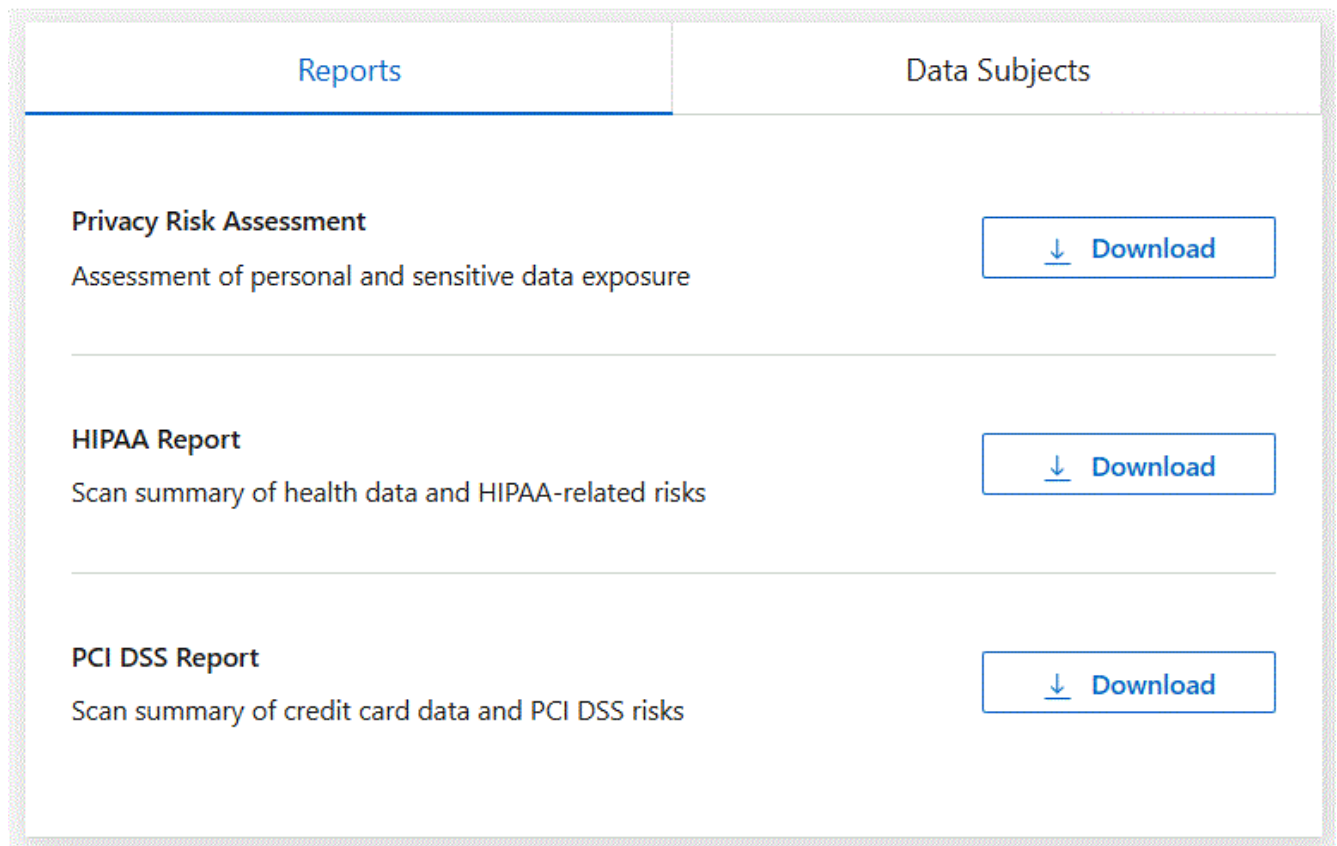 Reports
Data Subjects
Privacy Risk Assessment
Download
Assessment of personal and sensitive data exposure
HIPAA Report
Download
Scan summary of health data and HIPAA-related risks
PCI DSS Report
Download
Scan summary of credit card data and PCI DSS risks